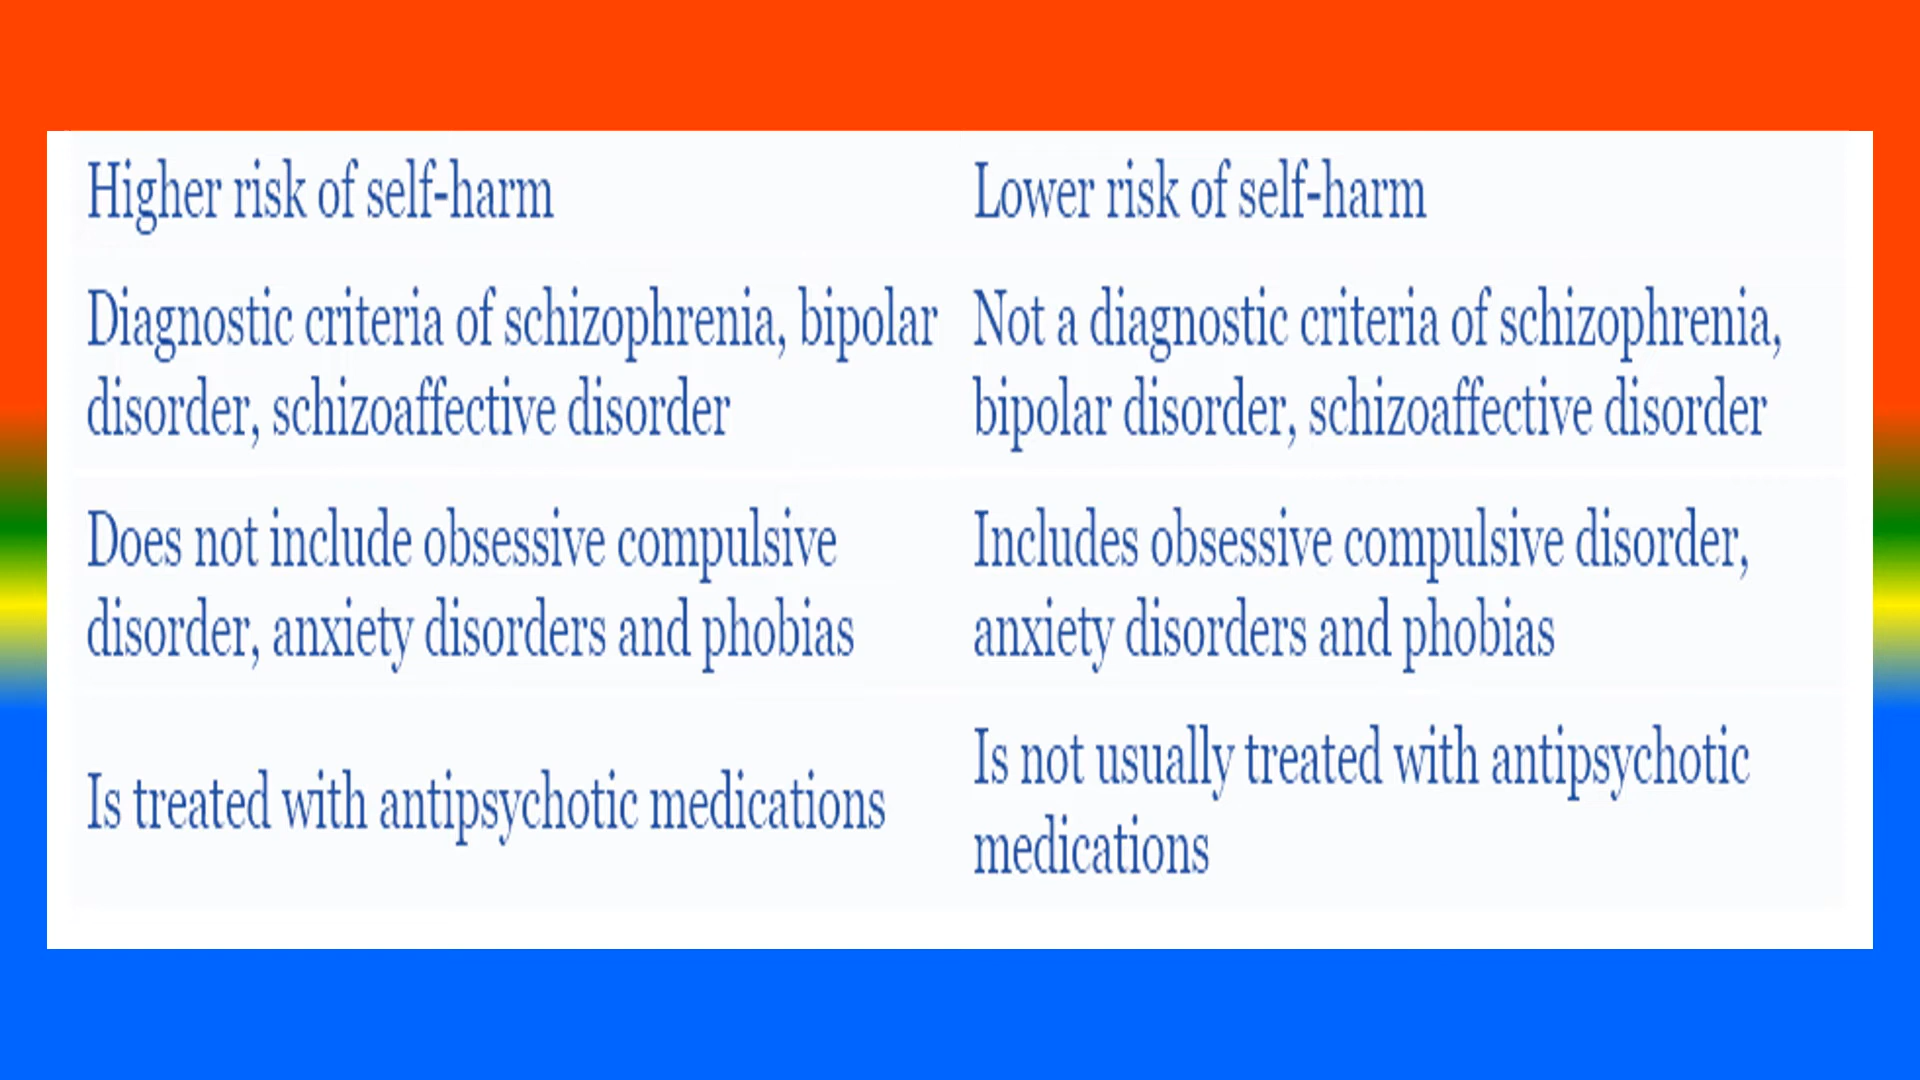 Higher risk of self-harm
Lower risk of self-harm
Diagnostic criteria of schizophrenia, bipolar
disorder, schizoaffective disorder
Not a diagnostic criteria of schizophrenia,
bipolar disorder, schizoaffective disorder
Does not include obsessive compulsive
disorder, anxiety disorders and phobias
Includes obsessive compulsive disorder,
anxiety disorders and phobias
Is treated with antipsychotic medications
Is not usually treated with antipsychotic
medications